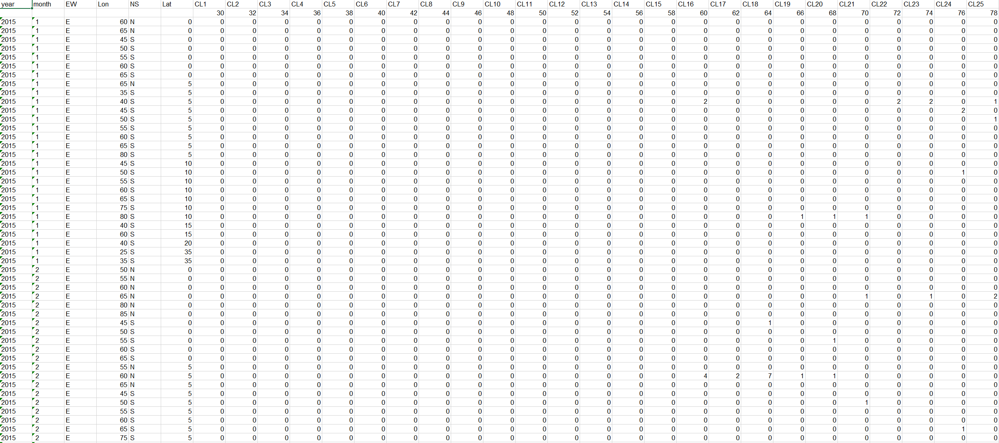 year month EW Lon NS Lat CL1 CL2 CL3 CL4 CL5 CL6 CL7 CL8 CL9 CL10 CL11 CL12 CL13 CL14 CL15 CL16 CL17 CL18 CL19 CL20 CL21 CL22 CL23 CL24 CL25
30 32 34 36 38 40 42 44 46 48 50 52 54 56 58 60 62 64 66 68 70 72 74 76 78
2015 1 E 60 N 0 0 0 0 0 0 0 0 0 0 0 0 0 0 0 0 0 0 0 0 0 0 0 0 0 0
2015 1 E 65 N 0 0 0 0 0 0 0 0 0 0 0 0 0 0 0 0 0 0 0 0 0 0 0 0 0 0
2015 1 E 45 S 0 0 0 0 0 0 0 0 0 0 0 0 0 0 0 0 0 0 0 0 0 0 0 0 0 0
2015 1 E 50 S 0 0 0 0 0 0 0 0 0 0 0 0 0 0 0 0 0 0 0 0 0 0 0 0 0 0
2015 1 E 55 S 0 0 0 0 0 0 0 0 0 0 0 0 0 0 0 0 0 0 0 0 0 0 0 0 0 0
2015 1 E 60 S 0 0 0 0 0 0 0 0 0 0 0 0 0 0 0 0 0 0 0 0 0 0 0 0 0 0
2015 1 E 65 S 0 0 0 0 0 0 0 0 0 0 0 0 0 0 0 0 0 0 0 0 0 0 0 0 0 0
2015 1 E 65 N 5 0 0 0 0 0 0 0 0 0 0 0 0 0 0 0 0 0 0 0 0 0 0 0 0 0
2015 1 E 35 S 5 0 0 0 0 0 0 0 0 0 0 0 0 0 0 0 0 0 0 0 0 0 0 0 0 0
2015 1 E 40 S 5 0 0 0 0 0 0 0 0 0 0 0 0 0 0 0 2 0 0 0 0 0 2 2 0 1
2015 1 E 45 S 5 0 0 0 0 0 0 0 0 0 0 0 0 0 0 0 0 0 0 0 0 0 0 0 2 0
2015 1 E 50 S 5 0 0 0 0 0 0 0 0 0 0 0 0 0 0 0 0 0 0 0 0 0 0 0 0 1
2015 1 E 55 S 5 0 0 0 0 0 0 0 0 0 0 0 0 0 0 0 0 0 0 0 0 0 0 0 0 0
2015 1 E 60 S 5 0 0 0 0 0 0 0 0 0 0 0 0 0 0 0 0 0 0 0 0 0 0 0 0 0
2015 1 E 65 S 5 0 0 0 0 0 0 0 0 0 0 0 0 0 0 0 0 0 0 0 0 0 0 0 0 0
2015 1 E 80 S 5 0 0 0 0 0 0 0 0 0 0 0 0 0 0 0 0 0 0 0 0 0 0 0 0 0
2015 1 E 45 S 10 0 0 0 0 0 0 0 0 0 0 0 0 0 0 0 0 0 0 0 0 0 0 0 0 0
2015 1 E 50 S 10 0 0 0 0 0 0 0 0 0 0 0 0 0 0 0 0 0 0 0 0 0 0 0 1 0
2015 1 E 55 S 10 0 0 0 0 0 0 0 0 0 0 0 0 0 0 0 0 0 0 0 0 0 0 0 0 0
2015 1 E 60 S 10 0 0 0 0 0 0 0 0 0 0 0 0 0 0 0 0 0 0 0 0 0 0 0 0 0
2015 1 E 65 S 10 0 0 0 0 0 0 0 0 0 0 0 0 0 0 0 0 0 0 0 0 0 0 0 0 0
2015 1 E 75 S 10 0 0 0 0 0 0 0 0 0 0 0 0 0 0 0 0 0 0 0 0 0 0 0 0 0
2015 1 E 80 S 10 0 0 0 0 0 0 0 0 0 0 0 0 0 0 0 0 0 0 1 1 1 0 0 0 0
2015 1 E 40 S 15 0 0 0 0 0 0 0 0 0 0 0 0 0 0 0 0 0 0 0 0 0 0 0 0 0
2015 1 E 60 S 15 0 0 0 0 0 0 0 0 0 0 0 0 0 0 0 0 0 0 0 0 0 0 0 0 0
2015 1 E 40 S 20 0 0 0 0 0 0 0 0 0 0 0 0 0 0 0 0 0 0 0 0 0 0 0 0 0
2015 1 E 25 S 35 0 0 0 0 0 0 0 0 0 0 0 0 0 0 0 0 0 0 0 0 0 0 0 0 0
2015 1 E 35 S 35 0 0 0 0 0 0 0 0 0 0 0 0 0 0 0 0 0 0 0 0 0 0 0 0 0
2015 2 E 50 N 0 0 0 0 0 0 0 0 0 0 0 0 0 0 0 0 0 0 0 0 0 0 0 0 0 0
2015 2 E 55 N 0 0 0 0 0 0 0 0 0 0 0 0 0 0 0 0 0 0 0 0 0 0 0 0 0 0
2015 2 E 60 N 0 0 0 0 0 0 0 0 0 0 0 0 0 0 0 0 0 0 0 0 0 0 0 0 0 0
2015 2 E 65 N 0 0 0 0 0 0 0 0 0 0 0 0 0 0 0 0 0 0 0 0 0 1 0 1 0 2
2015 2 E 80 N 0 0 0 0 0 0 0 0 0 0 0 0 0 0 0 0 0 0 0 0 0 0 0 0 0 0
2015 2 E 85 N 0 0 0 0 0 0 0 0 0 0 0 0 0 0 0 0 0 0 0 0 0 0 0 0 0 0
2015 2 E 45 S 0 0 0 0 0 0 0 0 0 0 0 0 0 0 0 0 0 0 1 0 0 0 0 0 0 0
2015 2 E 50 S 0 0 0 0 0 0 0 0 0 0 0 0 0 0 0 0 0 0 0 0 0 0 0 0 0 0
2015 2 E 55 S 0 0 0 0 0 0 0 0 0 0 0 0 0 0 0 0 0 0 0 0 1 0 0 0 0 0
2015 2 E 60 S 0 0 0 0 0 0 0 0 0 0 0 0 0 0 0 0 0 0 0 0 0 0 0 0 0 0
2015 2 E 65 S 0 0 0 0 0 0 0 0 0 0 0 0 0 0 0 0 0 0 0 0 0 0 0 0 0 0
2015 2 E 55 N 5 0 0 0 0 0 0 0 0 0 0 0 0 0 0 0 0 0 0 0 0 0 0 0 0 0
2015 2 E 60 N 5 0 0 0 0 0 0 0 0 0 0 0 0 0 0 0 4 2 7 1 1 0 0 0 0 0
2015 2 E 65 N 5 0 0 0 0 0 0 0 0 0 0 0 0 0 0 0 0 0 0 0 0 0 0 0 0 0
2015 2 E 45 S 5 0 0 0 0 0 0 0 0 0 0 0 0 0 0 0 0 0 0 0 0 0 0 0 0 0
2015 2 E 50 S 5 0 0 0 0 0 0 0 0 0 0 0 0 0 0 0 0 0 0 0 0 1 0 0 0 0
2015 2 E 55 S 5 0 0 0 0 0 0 0 0 0 0 0 0 0 0 0 0 0 0 0 0 0 0 0 0 0
2015 2 E 60 S 5 0 0 0 0 0 0 0 0 0 0 0 0 0 0 0 0 0 0 0 0 0 0 0 0 0
2015 2 E 65 S 5 0 0 0 0 0 0 0 0 0 0 0 0 0 0 0 0 0 0 0 0 0 0 0 1 0
2015 2 E 75 S 5 0 0 0 0 0 0 0 0 0 0 0 0 0 0 0 0 0 0 0 0 0 0 0 0 0